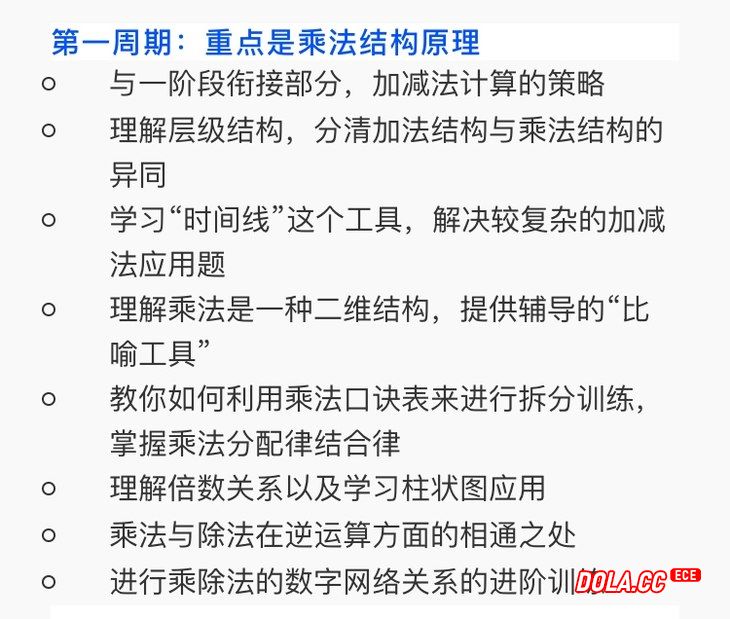 第一周期：重点是乘法结构原理
与一阶段衔接部分，加减法计算的策略
理解层级结构，分清加法结构与乘法结构的
异同
学习“时间线”这个工具，解决较复杂的加减
法应用题
理解乘法是一种二维结构，提供辅导的“比
喻工具”
教你如何利用乘法口诀表来进行拆分训练，
掌握乘法分配律结合律
理解倍数关系以及学习柱状图应用
乘法与除法在逆运算方面的相通之处
进行乘除法的数字网络关系的进阶训
DOLA.CC ECE